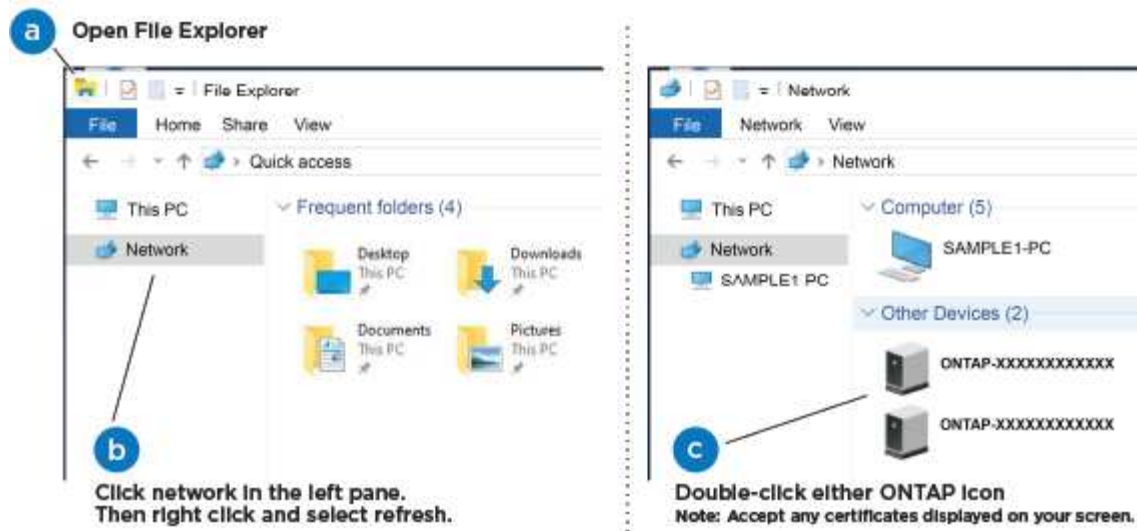 a Open File Explorer
File Explorer
File Home Share View
Quick access
This PC
Network
Frequent folders (4)
Desktop
This PC
Downloads
This PC
Documents
This PC
Pictures
This PC
b
Click network in the left pane.
Then right click and select refresh.
Network
File Network View
Network
This PC
Network
SAMPLE1 PC
Computer (5)
SAMPLE1-PC
Other Devices (2)
ONTAP-XXXXXXXXXXXX
ONTAP-XXXXXXXXXXXX
c
Double-click either ONTAP icon
Note: Accept any certificates displayed on your screen.